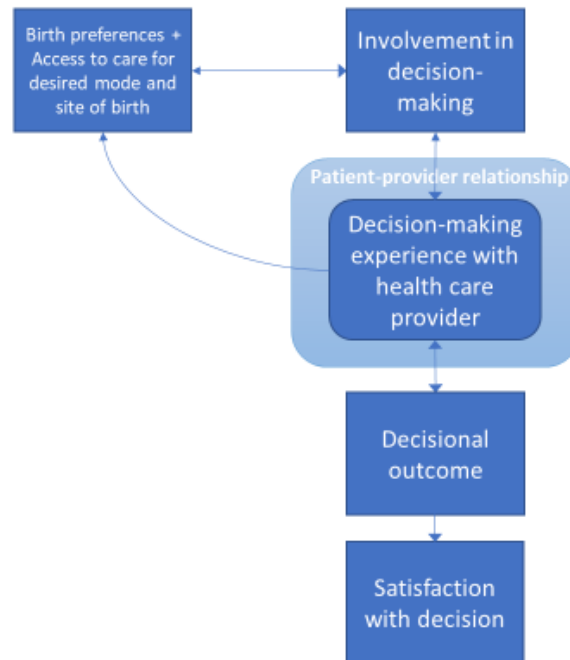 Birth preferences +
Access to care for
desired mode and
site of birth
Involvement in
decision-
making
Patient-provider relationship
Decision-making
experience with
health care
provider
Decisional
outcome
Satisfaction
with decision